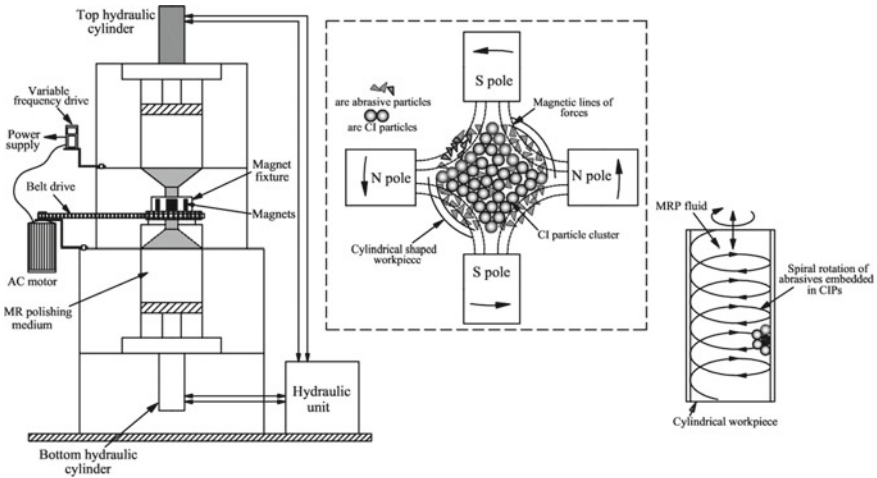 Top hydraulic
cylinder
Variable
frequency drive
Power
supply
Belt drive
AC motor
MR polishing
medium
Magnet
fixture
Magnets
Hydraulic
unit
Bottom hydraulic
cylinder
S pole
are abrasive particles
are CI particles
Magnetic lines of
forces
N pole
N pole
Cylindrical shaped
workpiece
CI particle cluster
S pole
MRP fluid
Spiral rotation of
abrasives embedded
in CIPs
Cylindrical workpiece